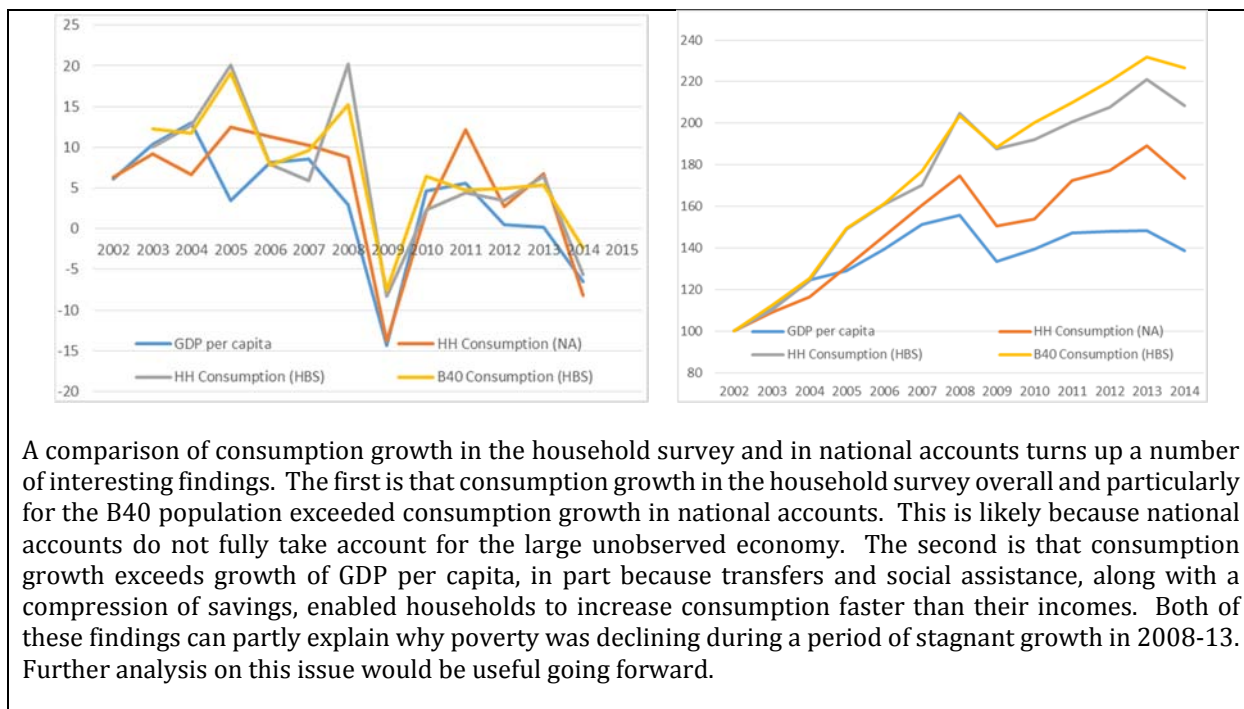 25
20
15
10
5
0
2002 2003 2004 2005 2006 2007 2008 2009 2010 2011 2012 2013 2014 2015
-5
-10
-15
-20
GDP per capita HH Consumption (NA)
HH Consumption (HBS) B40 Consumption (HBS)
240
220
200
180
160
140
120
100
80
GDP per capita HH Consumption (NA)
HH Consumption (HBS) B40 Consumption (HBS)
2002 2003 2004 2005 2006 2007 2008 2009 2010 2011 2012 2013 2014
A comparison of consumption growth in the household survey and in national accounts turns up a number
of interesting findings. The first is that consumption growth in the household survey overall and particularly
for the B40 population exceeded consumption growth in national accounts. This is likely because national
accounts do not fully take account for the large unobserved economy. The second is that consumption
growth exceeds growth of GDP per capita, in part because transfers and social assistance, along with a
compression of savings, enabled households to increase consumption faster than their incomes. Both of
these findings can partly explain why poverty was declining during a period of stagnant growth in 2008-13.
Further analysis on this issue would be useful going forward.